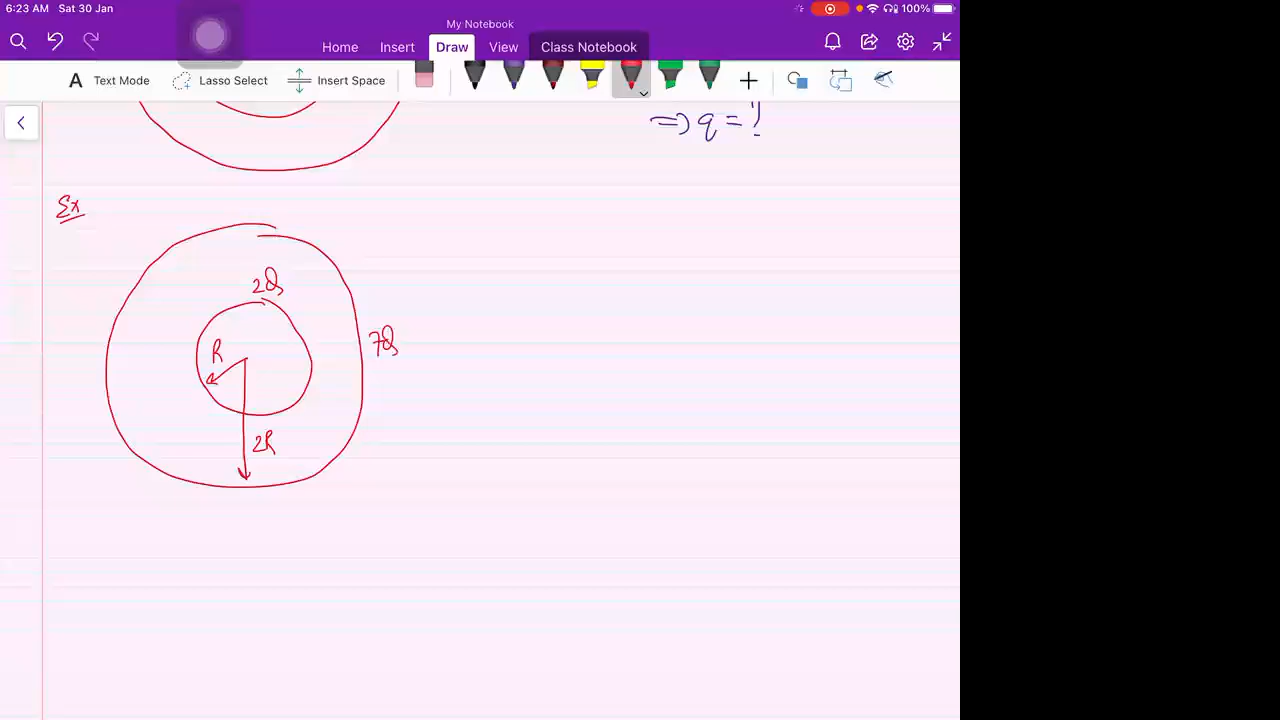 6:23 AM Sat 30 Jan
100%
My Notebook
Home Insert Draw View Class Notebook
A Text Mode Lasso Select Insert Space
⇒ q = ?
Ex
2Q
7Q
R
2R